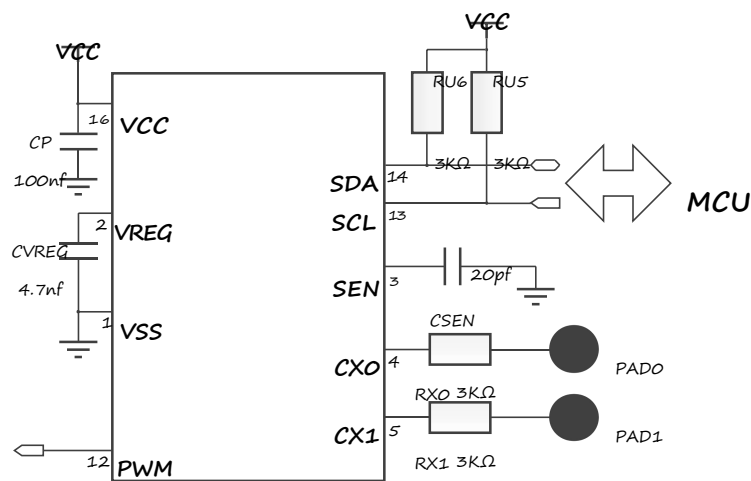 VCC
VCC
RU6
RU5
16
VCC
CP
100nf
3KΩ
3KΩ
SDA
14
MCU
2
VREG
SCL
13
CVREG
4.7nf
SEN
3
20pf
1
VSS
CSEN
CX0
4
PAD0
RX0 3KΩ
CX1
5
PAD1
12
PWM
RX1 3KΩ